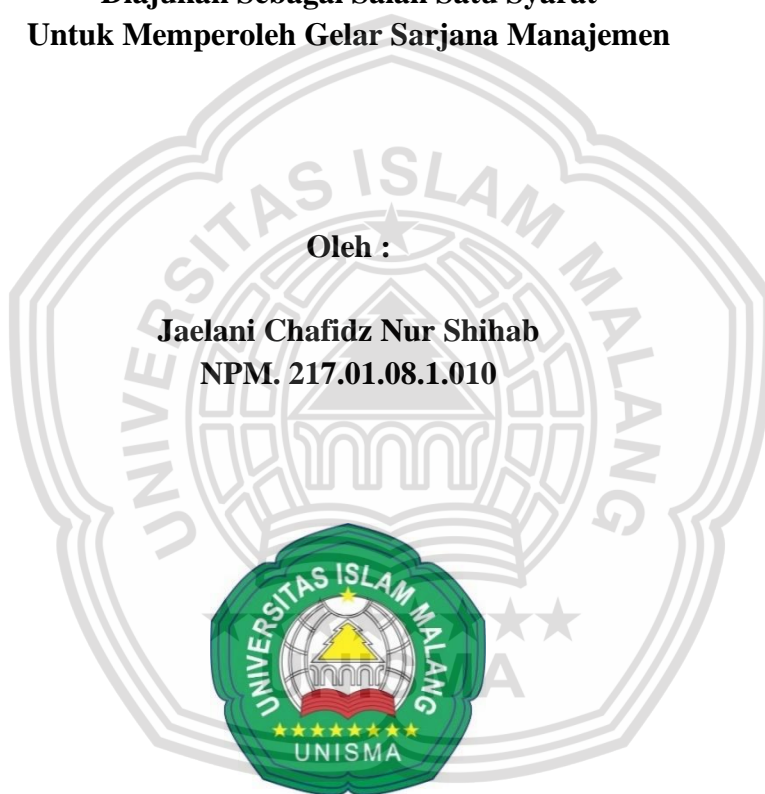 Diajukan Sebagai Salah Satu Syarat
Untuk Memperoleh Gelar Sarjana Manajemen
Oleh :
Jaelani Chafidz Nur Shihab
NPM. 217.01.08.1.010
UNIVERSITAS ISLAM MALANG
UNISMA
UNIVERSITAS ISLAM MALANG
UNISMA